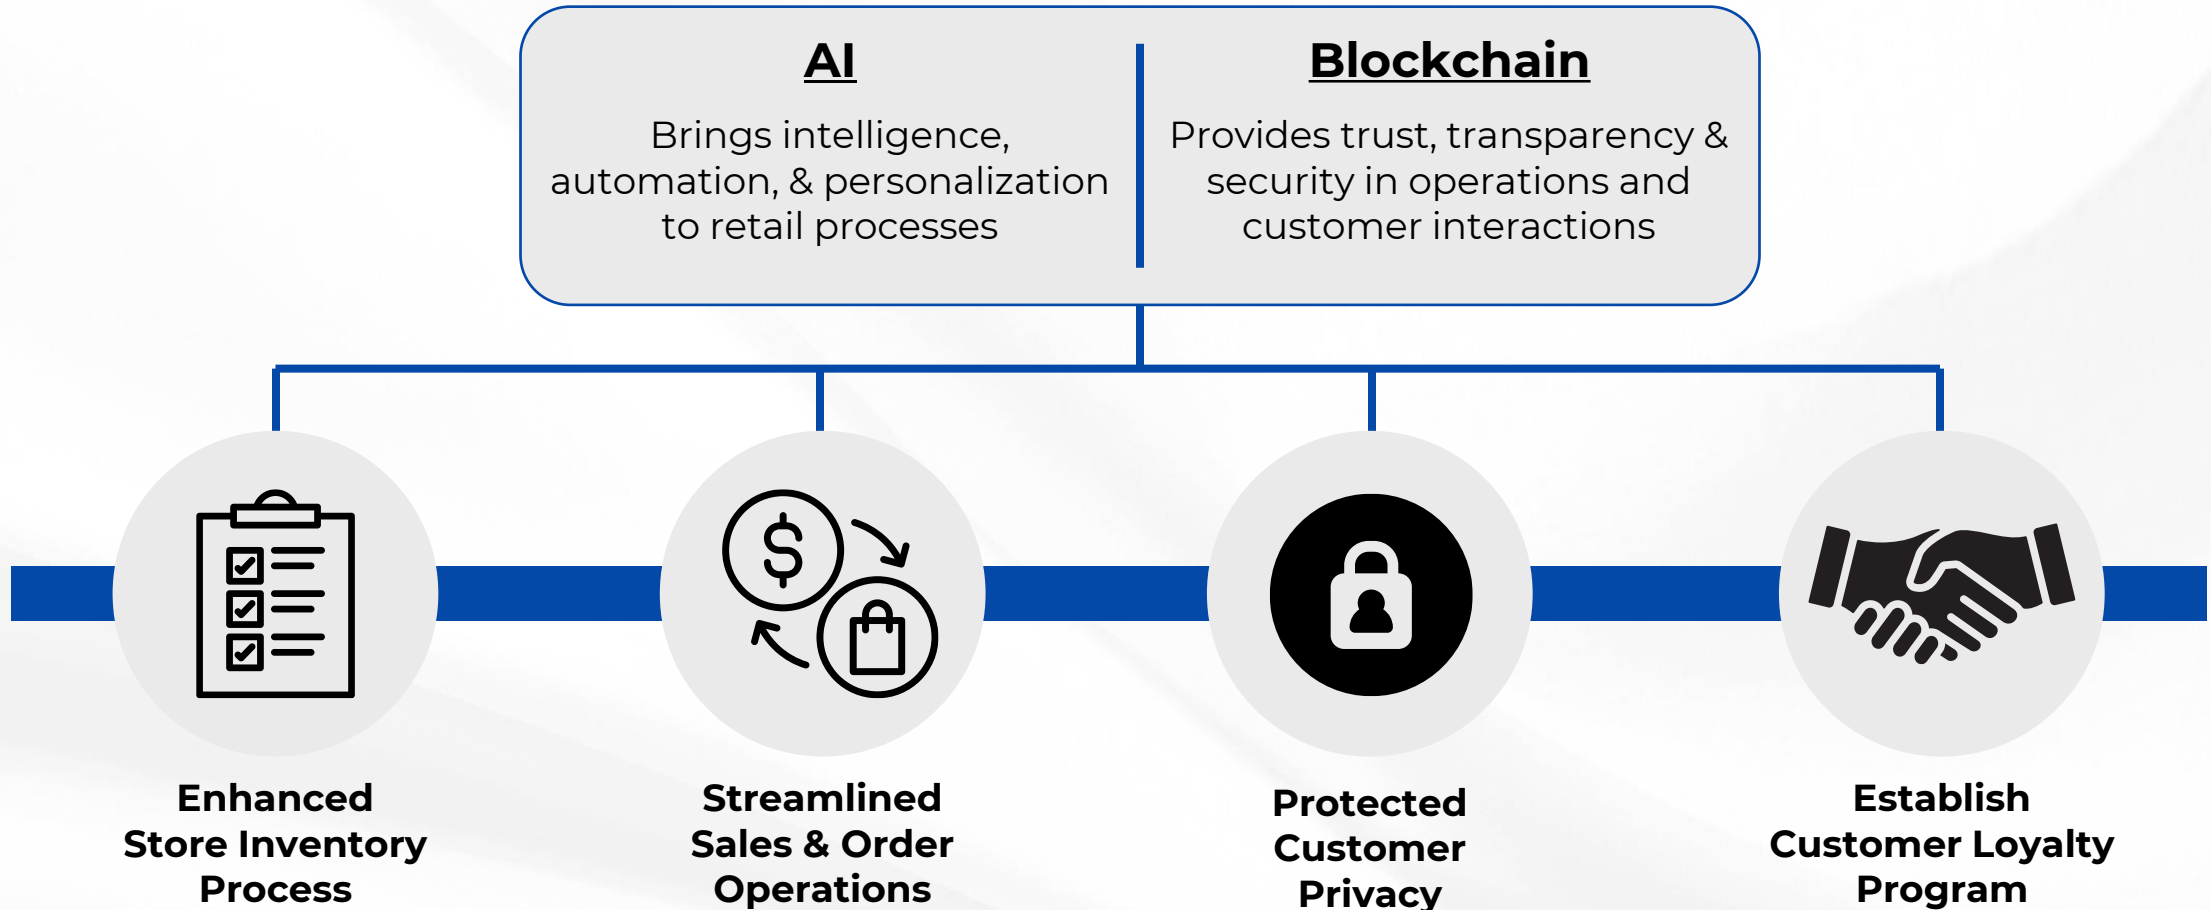 AI
Brings intelligence,
automation, & personalization
to retail processes
Blockchain
Provides trust, transparency &
security in operations and
customer interactions
$
Enhanced
Store Inventory
Process
Streamlined
Sales & Order
Operations
Protected
Customer
Privacy
Establish
Customer Loyalty
Program